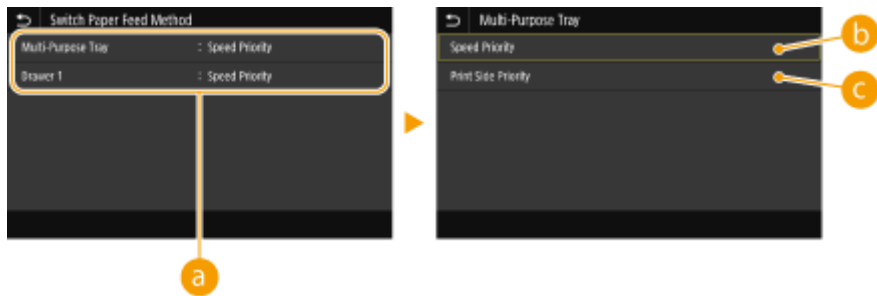 Switch Paper Feed Method
Multi-Purpose Tray : Speed Priority
Drawer 1 : Speed Priority
a
Multi-Purpose Tray
Speed Priority
b
Print Side Priority
c